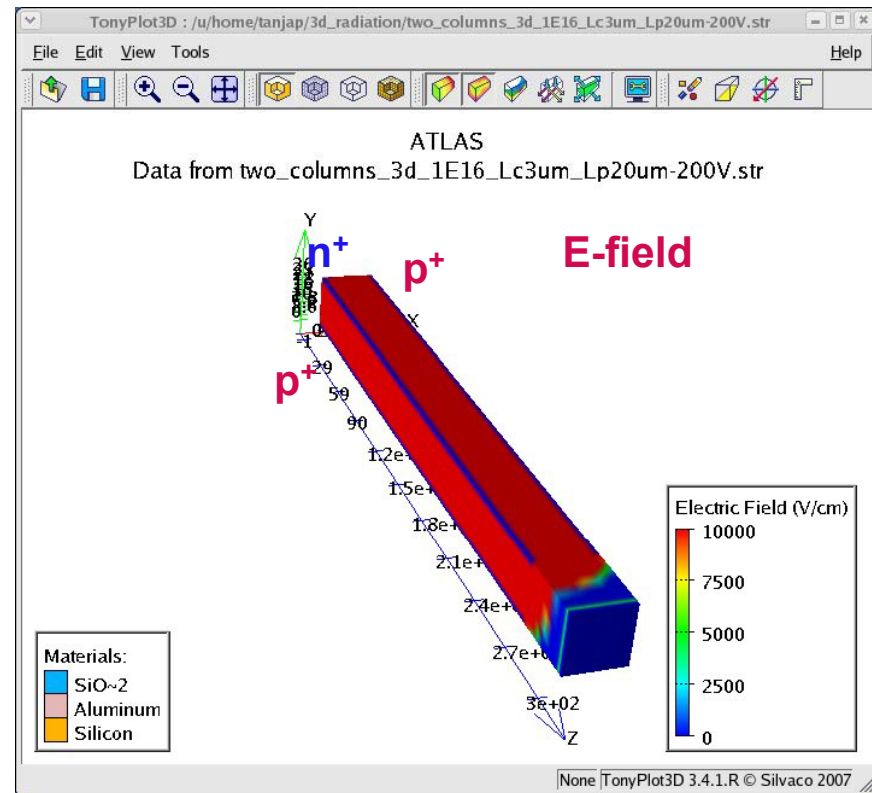 TonyPlot3D : /u/home/tanjap/3d_radiation/two_columns_3d_1E16_Lc3um_Lp20um-200V.str
File Edit View Tools Help
ATLAS
Data from two_columns_3d_1E16_Lc3um_Lp20um-200V.str
Y
n+
p+
E-field
X
-1
29
p+
59
90
1.2e+
1.5e+
1.8e+
2.1e+
2.4e+
2.7e+
3e+02
Z
Electric Field (V/cm)
10000
7500
5000
2500
0
Materials:
SiO~2
Aluminum
Silicon
None TonyPlot3D 3.4.1.R © Silvaco 2007